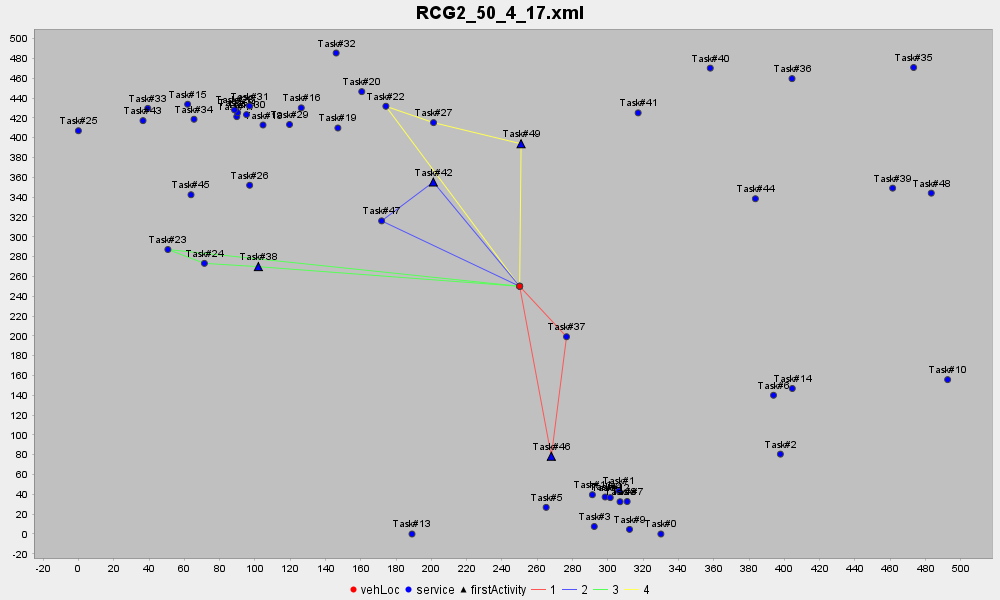 RCG2_50_4_17.xml
500
480
460
440
420
400
380
360
340
320
300
280
260
240
220
200
180
160
140
120
100
80
60
40
20
0
-20
Task#32
Task#40
Task#35
Task#36
Task#20
Task#33
Task#15
Task#31
Task#16
Task#22
Task#43
Task#34
Task#29
Task#19
Task#27
Task#41
Task#25
Task#49
Task#26
Task#42
Task#45
Task#44
Task#39
Task#48
Task#47
Task#23
Task#24
Task#38
Task#37
Task#10
Task#6
Task#14
Task#2
Task#46
Task#1
Task#5
Task#13
Task#3
Task#9
Task#0
-20 0 20 40 60 80 100 120 140 160 180 200 220 240 260 280 300 320 340 360 380 400 420 440 460 480 500
vehLoc service firstActivity 1 2 3 4